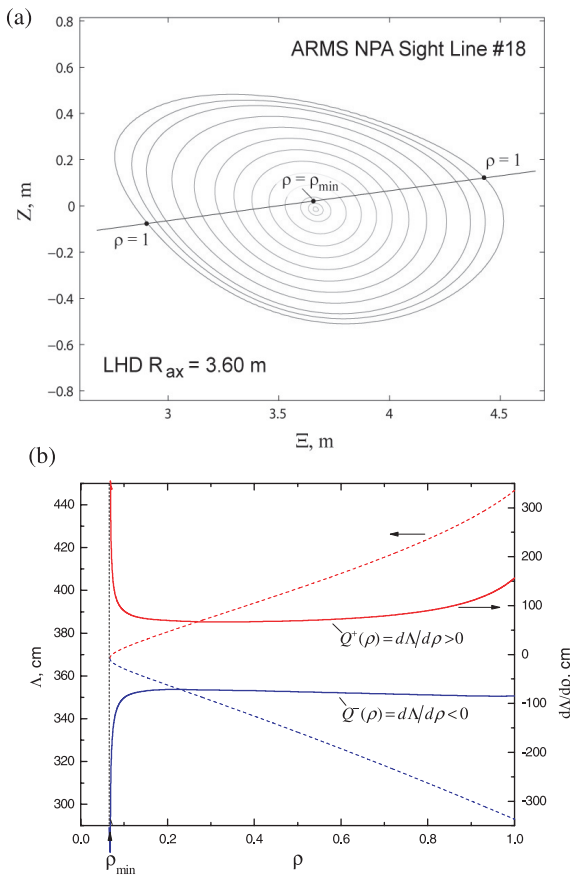 (a)
ARMS NPA Sight Line #18
0.8
0.6
0.4
0.2
0
−0.2
−0.4
−0.6
−0.8
Z, m
ρ = 1
ρ = ρmin
ρ = 1
LHD Rax = 3.60 m
3 3.5 4 4.5
Ξ, m
(b)
440
420
400
380
360
340
320
300
Λ, cm
300
200
100
0
-100
-200
-300
dΛ/dρ, cm
Q⁺(ρ) = dΛ/dρ>0
Q⁻(ρ) = dΛ/dρ<0
0.0 0.2 0.4 0.6 0.8 1.0
ρmin
ρ